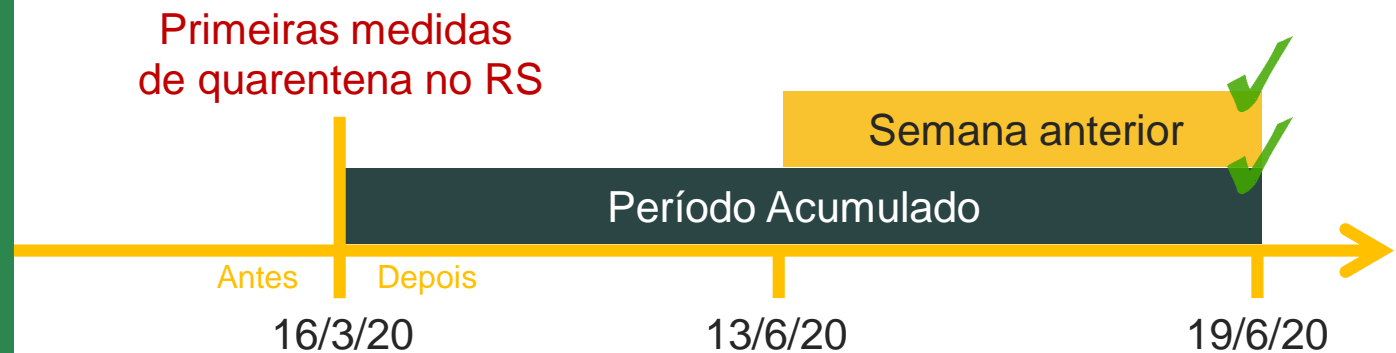 Primeiras medidas
de quarentena no RS
Semana anterior
Período Acumulado
Antes
Depois
16/3/20
13/6/20
19/6/20